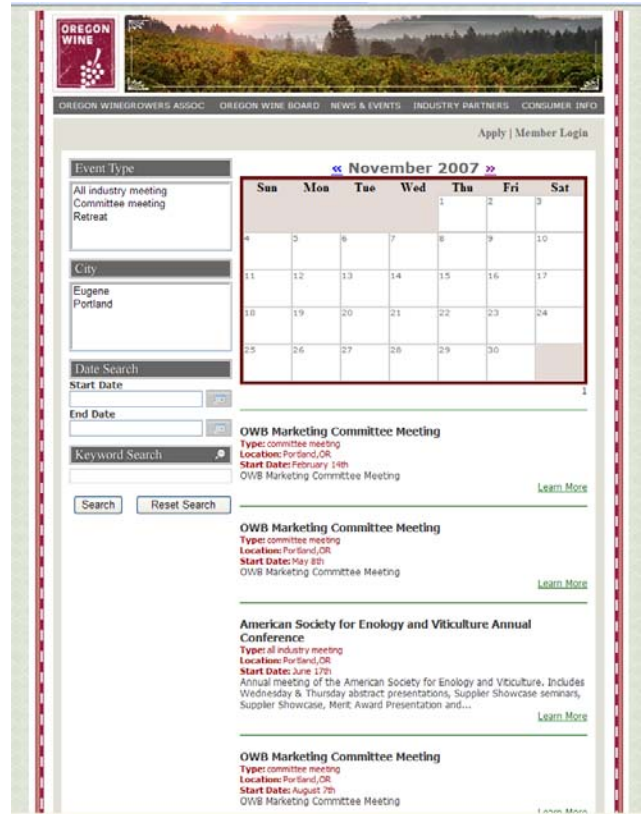 OREGON
WINE
OREGON WINEGROWERS ASSOC OREGON WINE BOARD NEWS & EVENTS INDUSTRY PARTNERS CONSUMER INFO
Apply | Member Login
Event Type
All industry meeting
Committee meeting
Retreat
City
Eugene
Portland
Date Search
Start Date
End Date
Keyword Search
Search Reset Search
« November 2007 »
Sun Mon Tue Wed Thu Fri Sat
1 2 3
4 5 6 7 8 9 10
11 12 13 14 15 16 17
18 19 20 21 22 23 24
25 26 27 28 29 30
1
OWB Marketing Committee Meeting
Type: committee meeting
Location: Portland,OR
Start Date: February 14th
OWB Marketing Committee Meeting
Learn More
OWB Marketing Committee Meeting
Type: committee meeting
Location: Portland,OR
Start Date: May 8th
OWB Marketing Committee Meeting
Learn More
American Society for Enology and Viticulture Annual
Conference
Type: all industry meeting
Location: Portland,OR
Start Date: June 17th
Annual meeting of the American Society for Enology and Viticulture. Includes
Wednesday & Thursday abstract presentations, Supplier Showcase seminars,
Supplier Showcase, Merit Award Presentation and...
Learn More
OWB Marketing Committee Meeting
Type: committee meeting
Location: Portland,OR
Start Date: August 7th
OWB Marketing Committee Meeting
Learn More